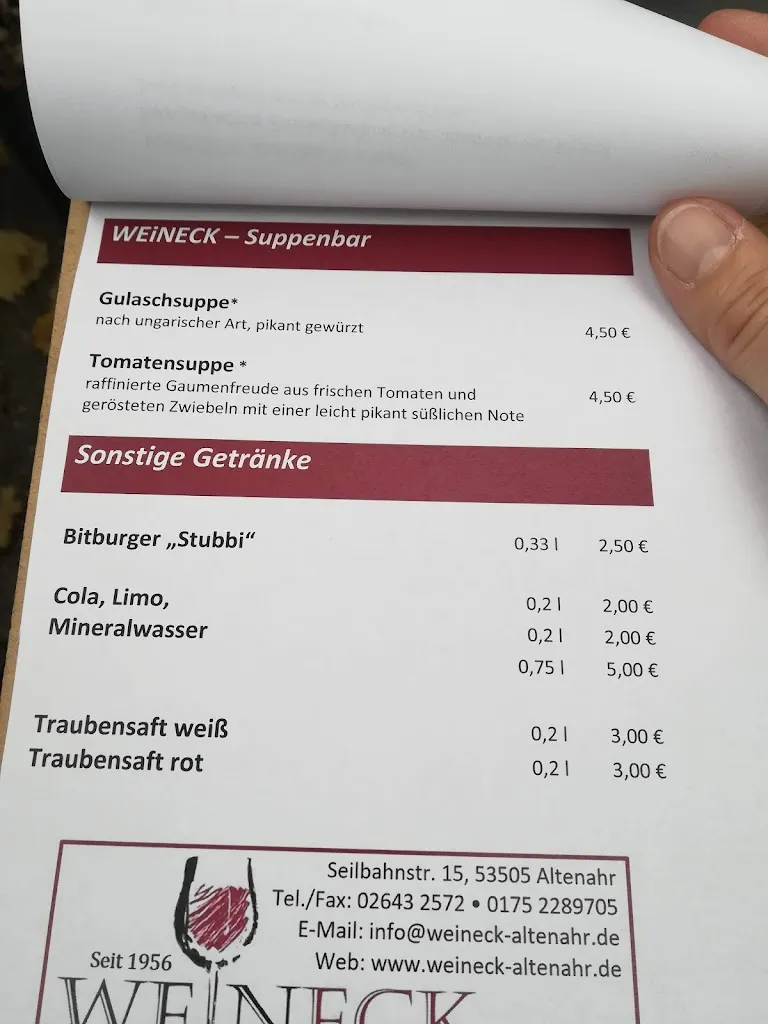 WEiNECK – Suppenbar
Gulaschsuppe*
nach ungarischer Art, pikant gewürzt 4,50 €
Tomatensuppe *
raffinierte Gaumenfreude aus frischen Tomaten und 4,50 €
gerösteten Zwiebeln mit einer leicht pikant süßlichen Note
Sonstige Getränke
Bitburger „Stubbi“ 0,33 l 2,50 €
Cola, Limo, 0,2 l 2,00 €
Mineralwasser 0,2 l 2,00 €
0,75 l 5,00 €
Traubensaft weiß 0,2 l 3,00 €
Traubensaft rot 0,2 l 3,00 €
Seilbahnstr. 15, 53505 Altenahr
Tel./Fax: 02643 2572 • 0175 2289705
E-Mail: info@weineck-altenahr.de
Web: www.weineck-altenahr.de
Seit 1956
WEINECK